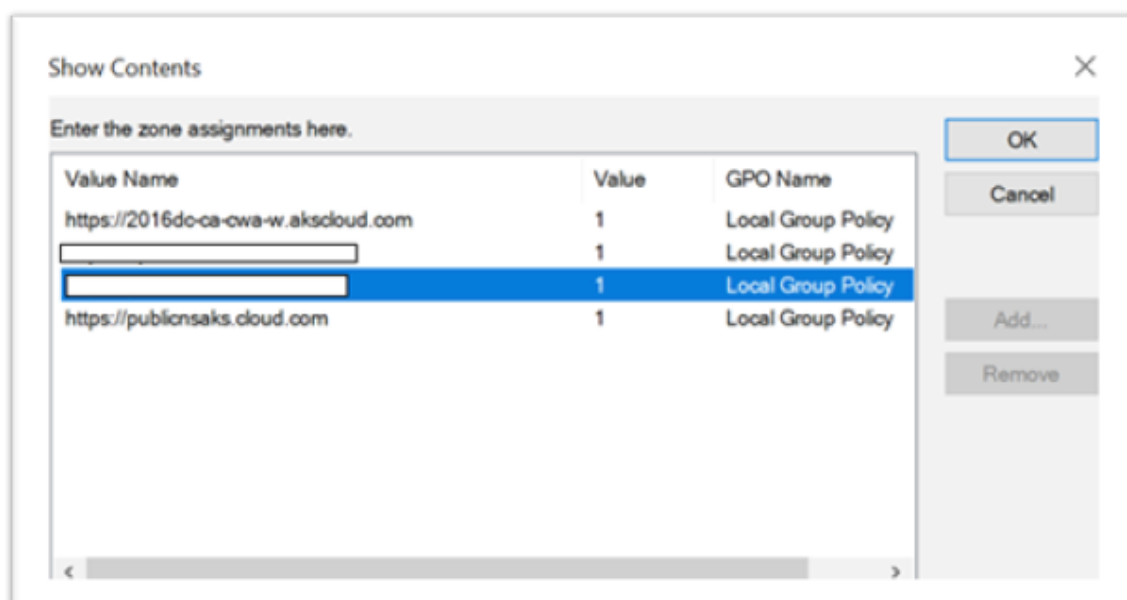 Show Contents
Enter the zone assignments here.
OK
Value Name Value GPO Name
Cancel
https://2016dc-ca-cwa-w.akscloud.com 1 Local Group Policy
1 Local Group Policy
1 Local Group Policy
https://publicnsaks.cloud.com 1 Local Group Policy
Add...
Remove